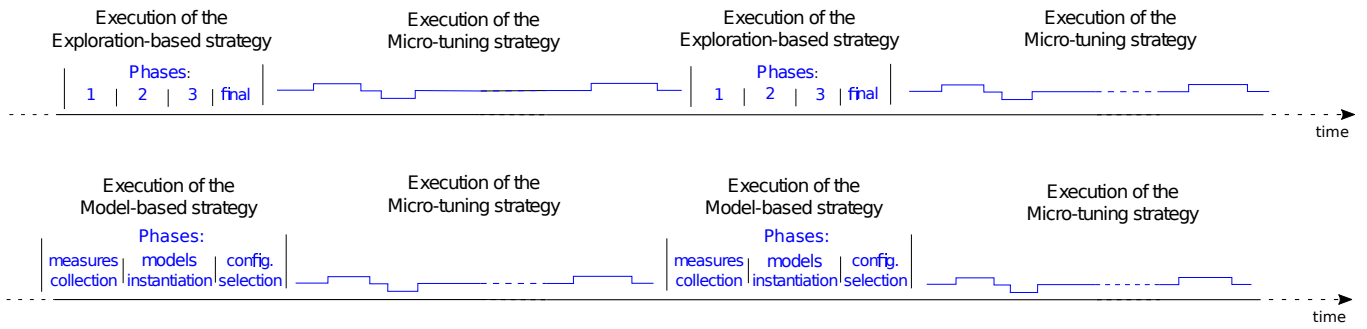 Execution of the
Exploration-based strategy
Execution of the
Micro-tuning strategy
Execution of the
Exploration-based strategy
Execution of the
Micro-tuning strategy
Phases:
1 | 2 | 3 | final
Phases:
1 | 2 | 3 | final
time
Execution of the
Model-based strategy
Execution of the
Micro-tuning strategy
Execution of the
Model-based strategy
Execution of the
Micro-tuning strategy
Phases:
measures
collection
models
instantiation
config.
selection
Phases:
measures
collection
models
instantiation
config.
selection
time